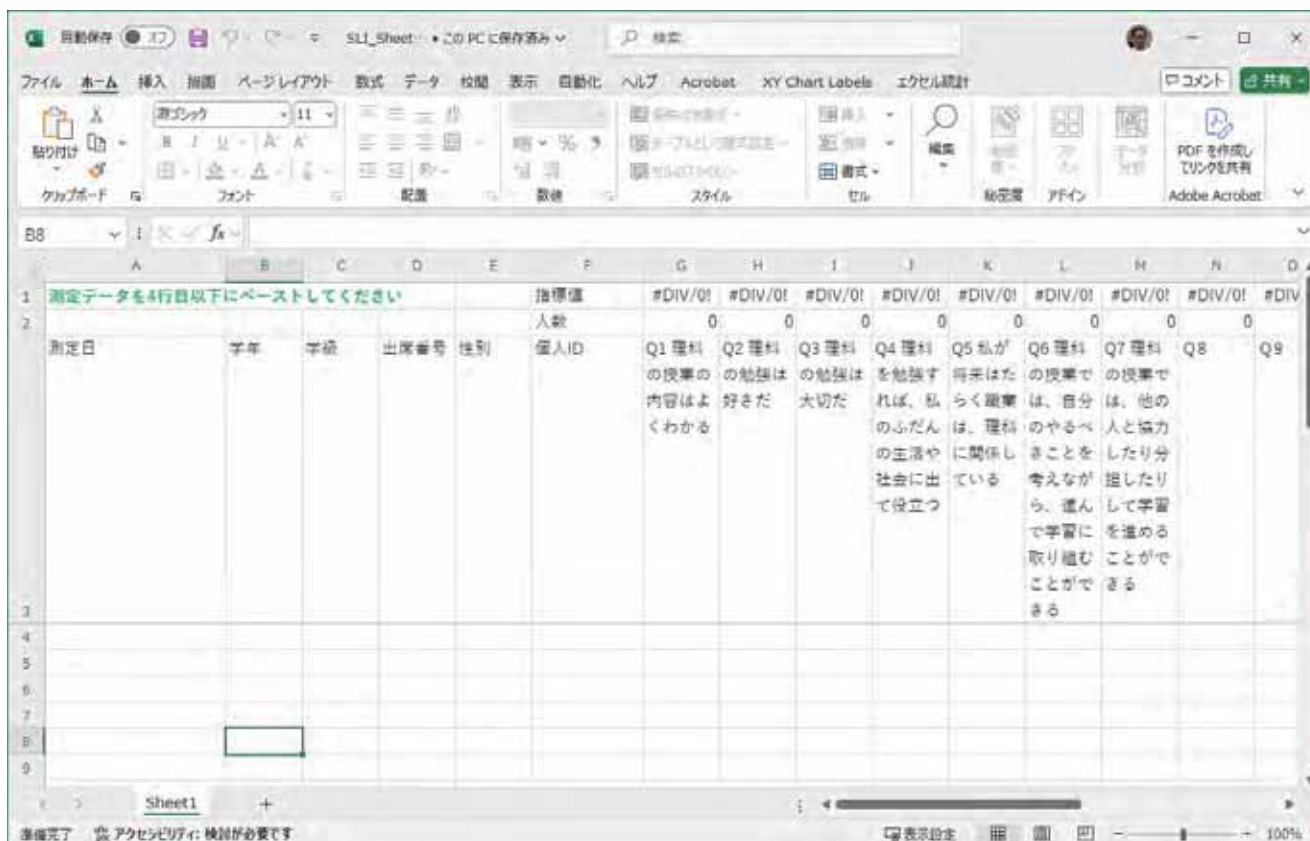 自動保存 オフ SLI_Sheet • この PC に保存済み 検索
ファイル ホーム 挿入 描画 ページ レイアウト 数式 データ 校閲 表示 自動化 ヘルプ Acrobat XY Chart Labels エクセル統計 コメント 共有
貼り付け 游ゴシック 11 挿入 書式 編集 PDF を作成してリンクを共有
クリップボード フォント 配置 数値 スタイル セル 秘密度 アドイン Adobe Acrobat
B8 fx
A B C D E F G H I J K L M N O
1 測定データを4行目以下にペーストしてください 指標値 #DIV/0! #DIV/0! #DIV/0! #DIV/0! #DIV/0! #DIV/0! #DIV/0! #DIV/0! #DIV
2 人数 0 0 0 0 0 0 0 0
3 測定日 学年 学級 出席番号 性別 個人ID
Q1 理科の授業の内容はよくわかる
Q2 理科の勉強は好きだ
Q3 理科の勉強は大切だ
Q4 理科を勉強すれば、私のふだんの生活や社会に出て役立つ
Q5 私が将来はたらく職業は、理科に関係している
Q6 理科の授業では、自分のやるべきことを考えながら、進んで学習に取り組むことができる
Q7 理科の授業では、他の人と協力したり分担したりして学習を進めることができる
Q8
Q9
4
5
6
7
8
9
Sheet1
準備完了 アクセシビリティ: 検討が必要です 表示設定 100%